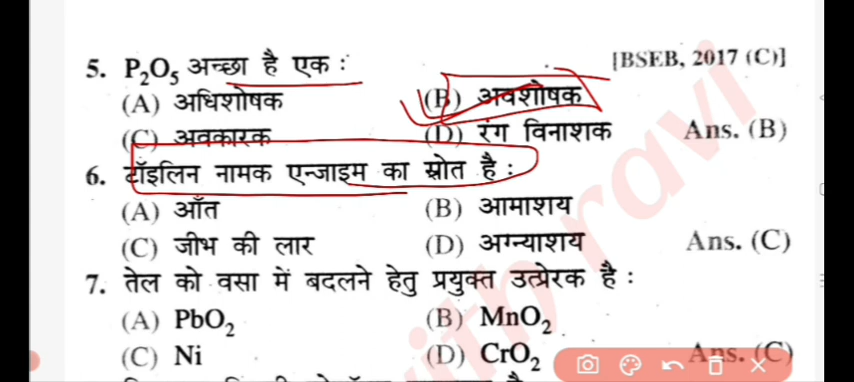 5. P₂O₅ अच्छा है एक : [BSEB, 2017 (C)]
(A) अधिशोषक (B) अवशोषक
(C) अवकारक (D) रंग विनाशक Ans. (B)
6. टॉइलिन नामक एन्जाइम का स्रोत है :
(A) आँत (B) आमाशय
(C) जीभ की लार (D) अग्न्याशय Ans. (C)
7. तेल को वसा में बदलने हेतु प्रयुक्त उत्प्रेरक है :
(A) PbO₂ (B) MnO₂
(C) Ni (D) CrO₂ Ans. (C)